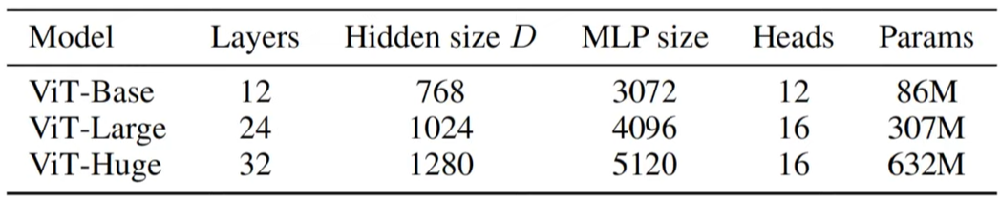 Model Layers Hidden size D MLP size Heads Params
ViT-Base 12 768 3072 12 86M
ViT-Large 24 1024 4096 16 307M
ViT-Huge 32 1280 5120 16 632M